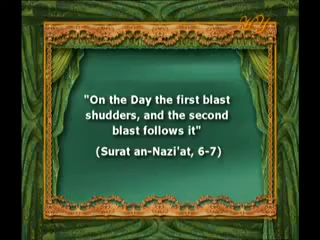 "On the Day the first blast
shudders, and the second
blast follows it"
(Surat an-Nazi'at, 6-7)